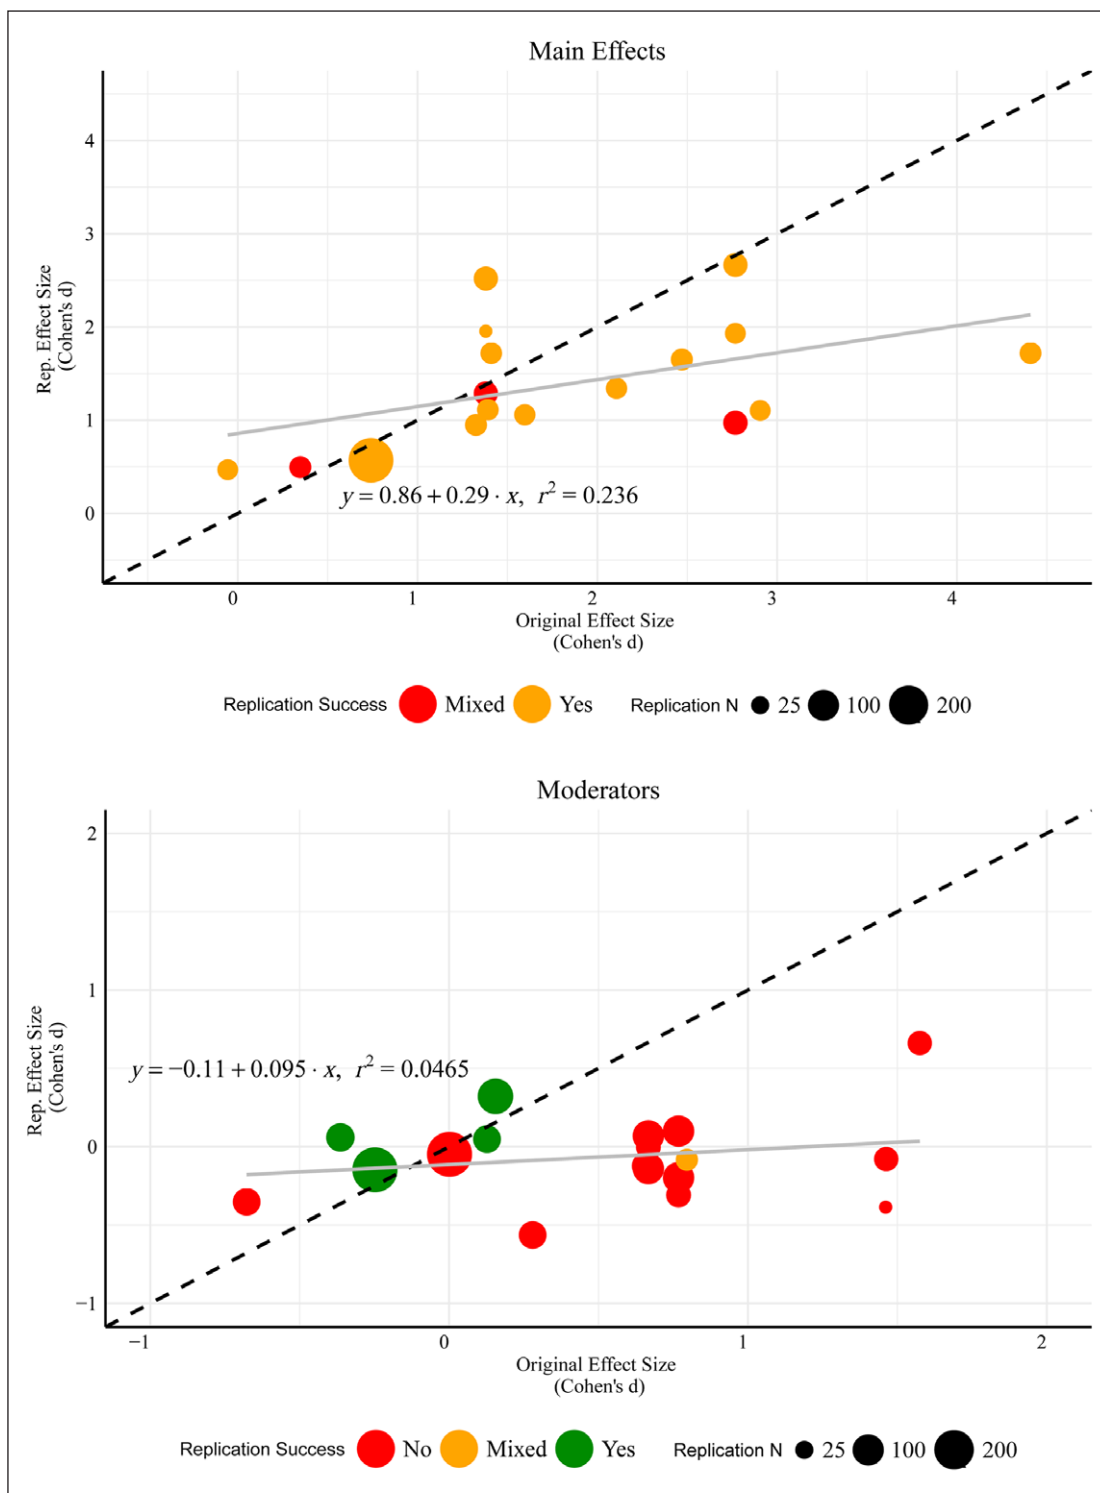 Main Effects
4
3
2
1
0
Rep. Effect Size
(Cohen's d)
y = 0.86 + 0.29 · x,  r² = 0.236
0 1 2 3 4
Original Effect Size
(Cohen's d)
Replication Success Mixed Yes Replication N 25 100 200
Moderators
2
1
0
−1
Rep. Effect Size
(Cohen's d)
y = −0.11 + 0.095 · x,  r² = 0.0465
−1 0 1 2
Original Effect Size
(Cohen's d)
Replication Success No Mixed Yes Replication N 25 100 200